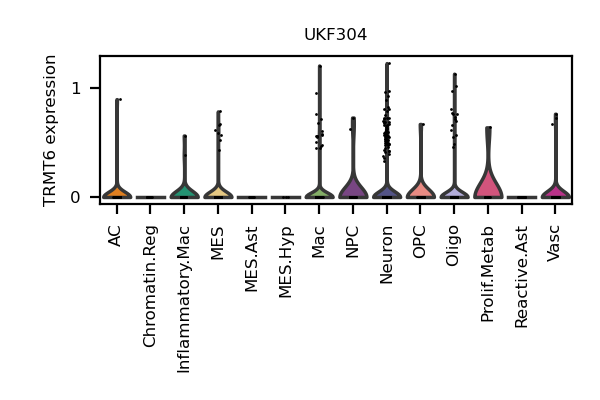 UKF304
TRMT6 expression
1
0
AC
Chromatin.Reg
Inflammatory.Mac
MES
MES.Ast
MES.Hyp
Mac
NPC
Neuron
OPC
Oligo
Prolif.Metab
Reactive.Ast
Vasc